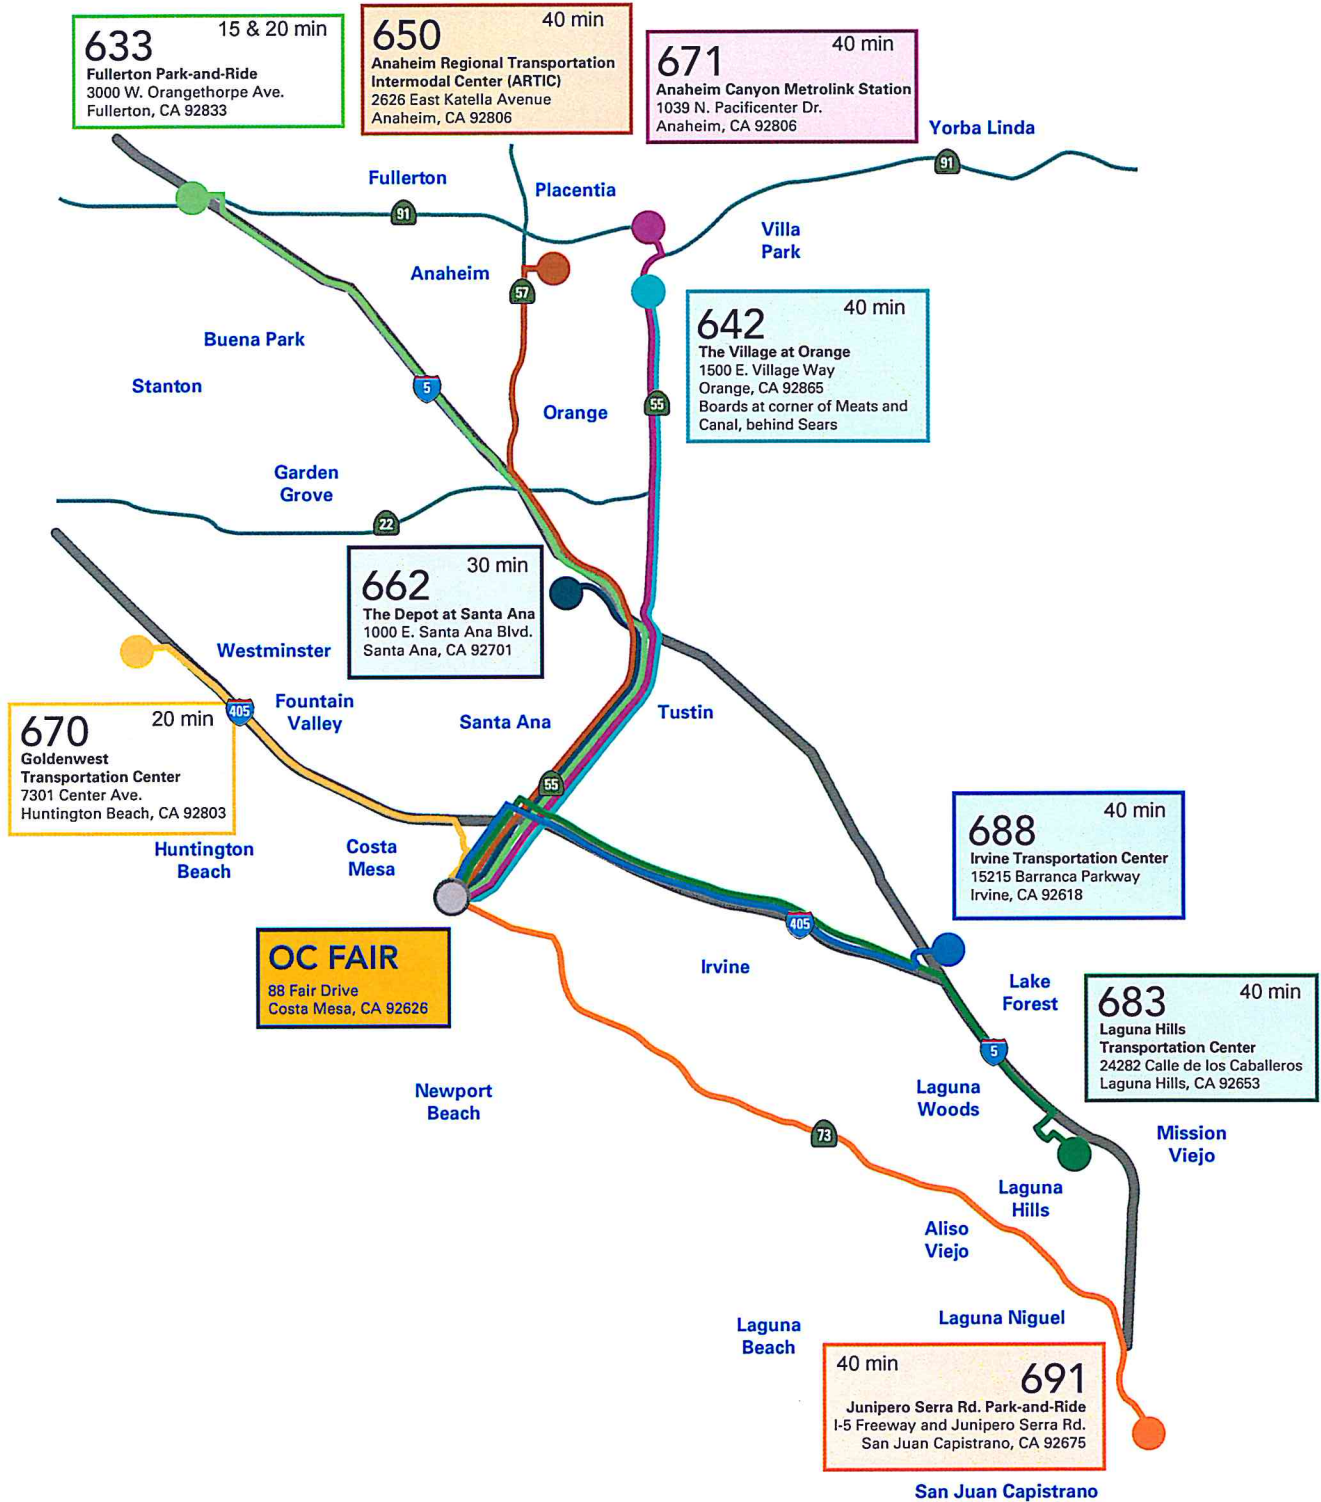 633
15 & 20 min
Fullerton Park-and-Ride
3000 W. Orangethorpe Ave.
Fullerton, CA 92833
650
40 min
Anaheim Regional Transportation
Intermodal Center (ARTIC)
2626 East Katella Avenue
Anaheim, CA 92806
671
40 min
Anaheim Canyon Metrolink Station
1039 N. Pacificenter Dr.
Anaheim, CA 92806
Yorba Linda
91
Fullerton
Placentia
91
Villa
Park
Anaheim
57
642
40 min
The Village at Orange
1500 E. Village Way
Orange, CA 92865
Boards at corner of Meats and
Canal, behind Sears
Buena Park
Stanton
5
55
Orange
Garden
Grove
22
662
30 min
The Depot at Santa Ana
1000 E. Santa Ana Blvd.
Santa Ana, CA 92701
Westminster
Fountain
Valley
405
670
20 min
Goldenwest
Transportation Center
7301 Center Ave.
Huntington Beach, CA 92803
Santa Ana
Tustin
55
Huntington
Beach
Costa
Mesa
688
40 min
Irvine Transportation Center
15215 Barranca Parkway
Irvine, CA 92618
405
OC FAIR
88 Fair Drive
Costa Mesa, CA 92626
Irvine
Lake
Forest
683
40 min
Laguna Hills
Transportation Center
24282 Calle de los Caballeros
Laguna Hills, CA 92653
5
Newport
Beach
Laguna
Woods
73
Mission
Viejo
Laguna
Hills
Aliso
Viejo
Laguna Niguel
Laguna
Beach
40 min
691
Junipero Serra Rd. Park-and-Ride
I-5 Freeway and Junipero Serra Rd.
San Juan Capistrano, CA 92675
San Juan Capistrano